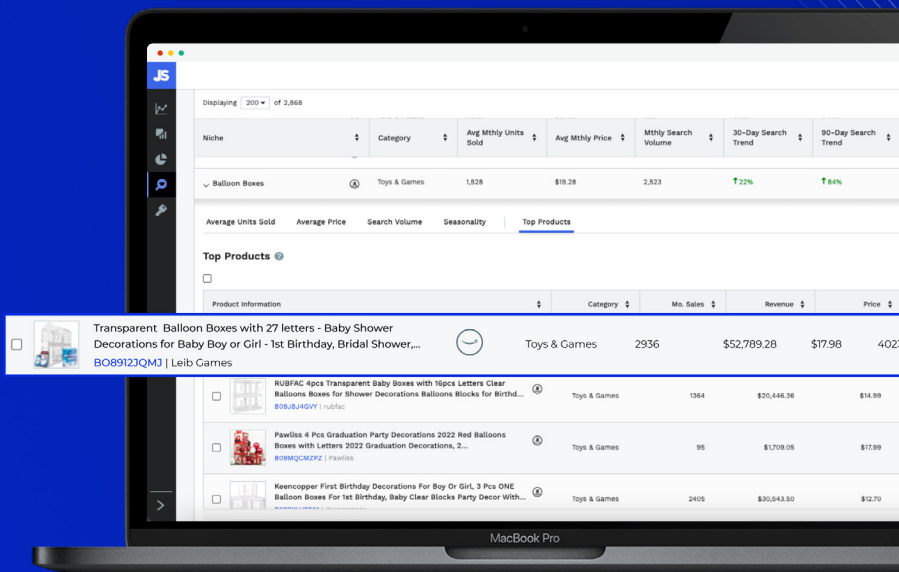 JS
Displaying 200 of 2,868
Niche Category Avg Mthly Units Sold Avg Mthly Price Mthly Search Volume 30-Day Search Trend 90-Day Search Trend
Balloon Boxes Toys & Games 1,528 $19.28 2,523 22% 84%
Average Units Sold Average Price Search Volume Seasonality Top Products
Top Products
Product Information Category Mo. Sales Revenue Price
Transparent Balloon Boxes with 27 letters - Baby Shower
Decorations for Baby Boy or Girl - 1st Birthday, Bridal Shower,...
Toys & Games 2936 $52,789.28 $17.98 4023
BO8912JQMJ | Leib Games
RUBFAC 4pcs Transparent Baby Boxes with 16pcs Letters Clear
Balloons Boxes for Shower Decorations Balloons Blocks for Birthd...
Toys & Games 1364 $20,446.36 $14.99
B09J8J4GVY | rubfac
Pawliss 4 Pcs Graduation Party Decorations 2022 Red Balloons
Boxes with Letters 2022 Graduation Decorations, 2...
Toys & Games 95 $1,709.05 $17.99
B09MQCMZPZ | Pawliss
Keencopper First Birthday Decorations For Boy Or Girl, 3 Pcs ONE
Balloon Boxes For 1st Birthday, Baby Clear Blocks Party Decor With...
Toys & Games 2405 $30,543.50 $12.70
MacBook Pro